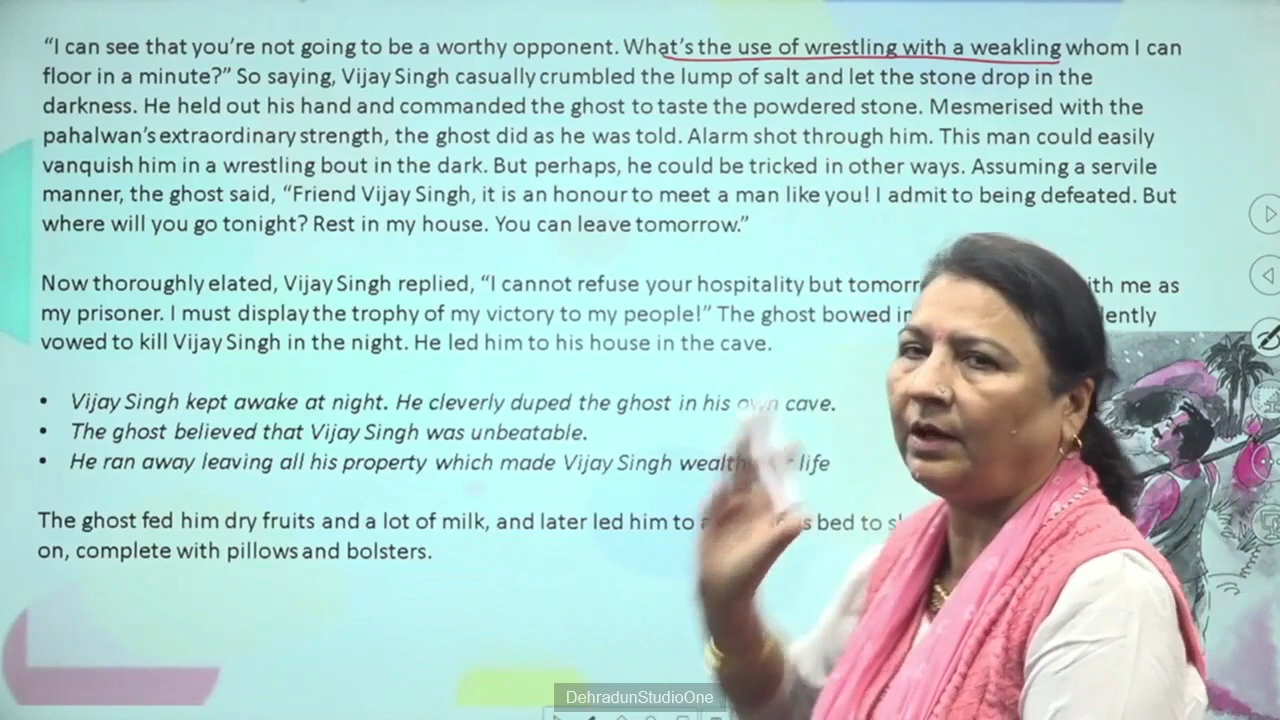 “I can see that you’re not going to be a worthy opponent. What’s the use of wrestling with a weakling whom I can
floor in a minute?” So saying, Vijay Singh casually crumbled the lump of salt and let the stone drop in the
darkness. He held out his hand and commanded the ghost to taste the powdered stone. Mesmerised with the
pahalwan’s extraordinary strength, the ghost did as he was told. Alarm shot through him. This man could easily
vanquish him in a wrestling bout in the dark. But perhaps, he could be tricked in other ways. Assuming a servile
manner, the ghost said, “Friend Vijay Singh, it is an honour to meet a man like you! I admit to being defeated. But
where will you go tonight? Rest in my house. You can leave tomorrow.”
Now thoroughly elated, Vijay Singh replied, “I cannot refuse your hospitality but with me as
my prisoner. I must display the trophy of my victory to my people!” The ghost bowed
vowed to kill Vijay Singh in the night. He led him to his house in the cave.
• Vijay Singh kept awake at night. He cleverly duped the ghost in his own cave.
• The ghost believed that Vijay Singh was unbeatable.
• He ran away leaving all his property which made Vijay Singh life
The ghost fed him dry fruits and a lot of milk, and later led him to bed to
on, complete with pillows and bolsters.
DehradunStudioOne